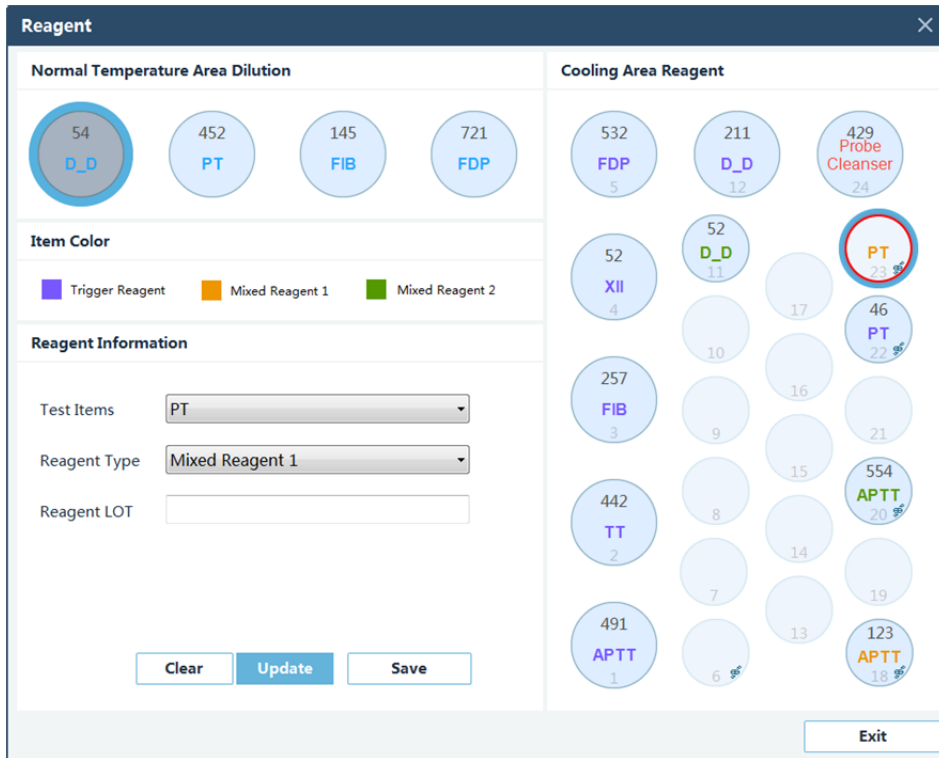 Reagent
Normal Temperature Area Dilution
54
D_D
452
PT
145
FIB
721
FDP
Item Color
Trigger Reagent
Mixed Reagent 1
Mixed Reagent 2
Reagent Information
Test Items
PT
Reagent Type
Mixed Reagent 1
Reagent LOT
Clear
Update
Save
Cooling Area Reagent
532
FDP
5
211
D_D
12
429
Probe
Cleanser
24
52
XII
4
52
D_D
11
17
PT
23
46
PT
22
10
16
257
FIB
3
9
21
15
554
APTT
20
442
TT
2
8
14
7
19
13
491
APTT
1
6
123
APTT
18
Exit